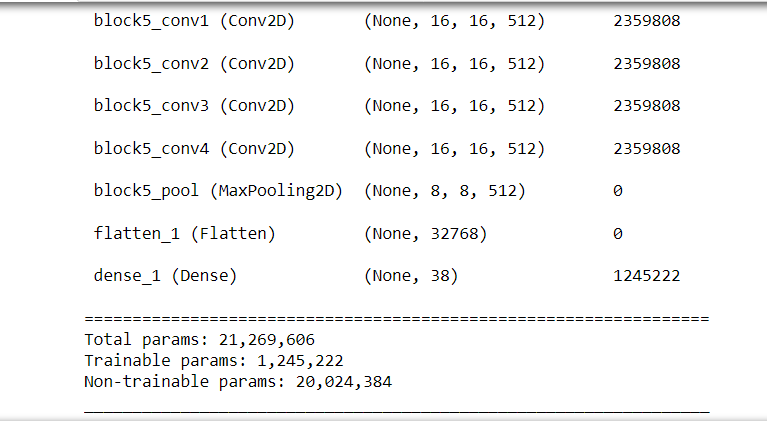 block5_conv1 (Conv2D) (None, 16, 16, 512) 2359808
block5_conv2 (Conv2D) (None, 16, 16, 512) 2359808
block5_conv3 (Conv2D) (None, 16, 16, 512) 2359808
block5_conv4 (Conv2D) (None, 16, 16, 512) 2359808
block5_pool (MaxPooling2D) (None, 8, 8, 512) 0
flatten_1 (Flatten) (None, 32768) 0
dense_1 (Dense) (None, 38) 1245222
=================================================================
Total params: 21,269,606
Trainable params: 1,245,222
Non-trainable params: 20,024,384
_________________________________________________________________